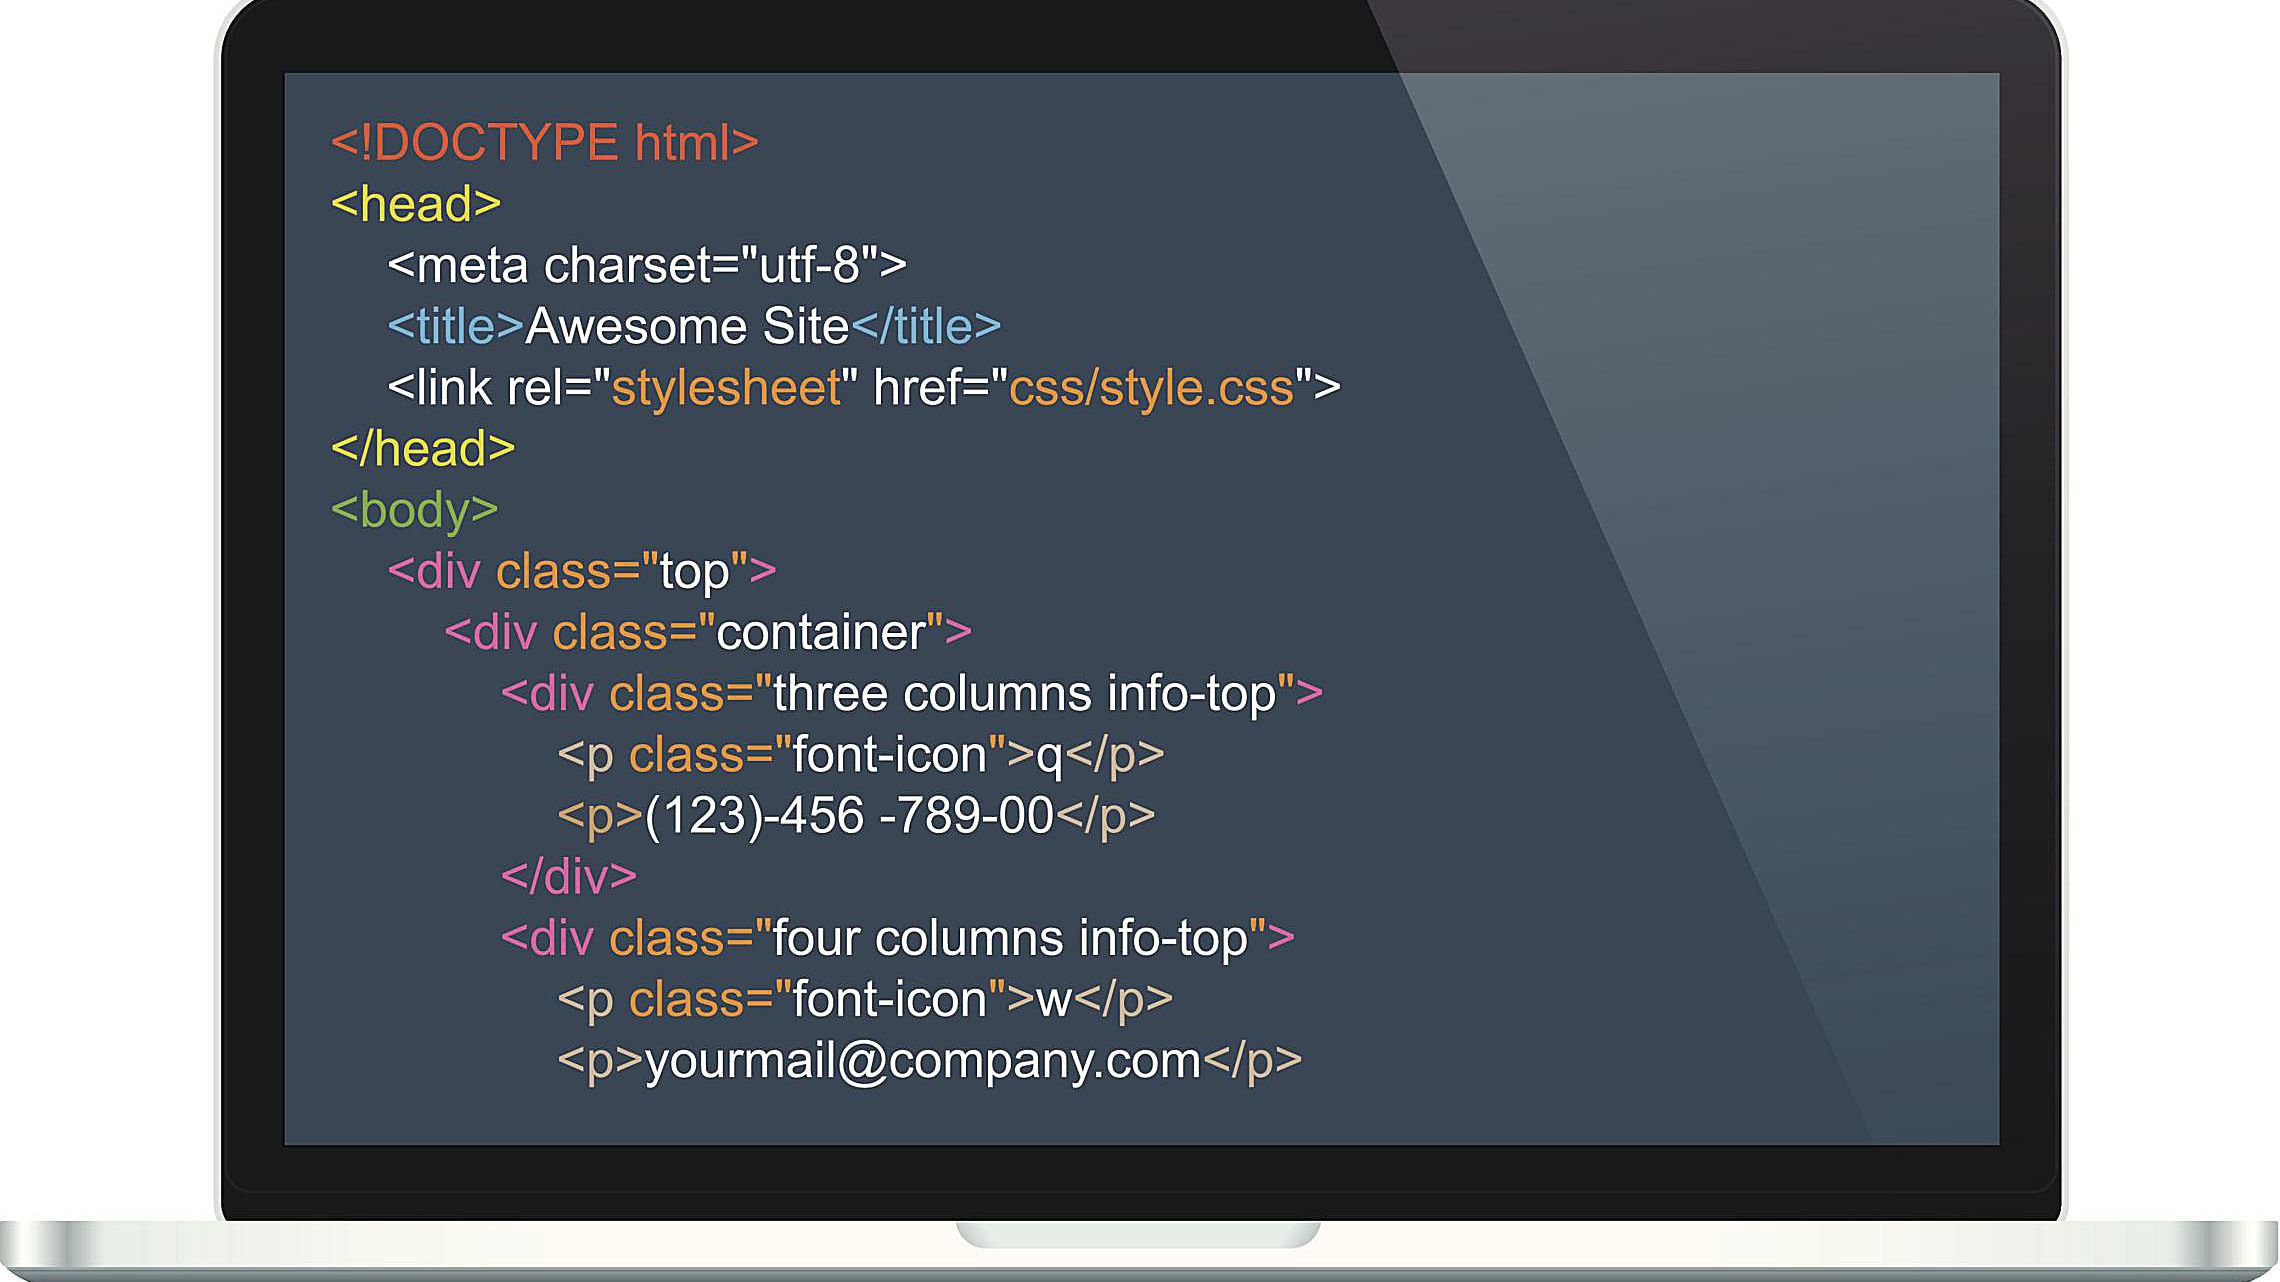 <!DOCTYPE html>
<head>
<meta charset="utf-8">
<title>Awesome Site</title>
<link rel="stylesheet" href="css/style.css">
</head>
<body>
<div class="top">
<div class="container">
<div class="three columns info-top">
<p class="font-icon">q</p>
<p>(123)-456 -789-00</p>
</div>
<div class="four columns info-top">
<p class="font-icon">w</p>
<p>yourmail@company.com</p>